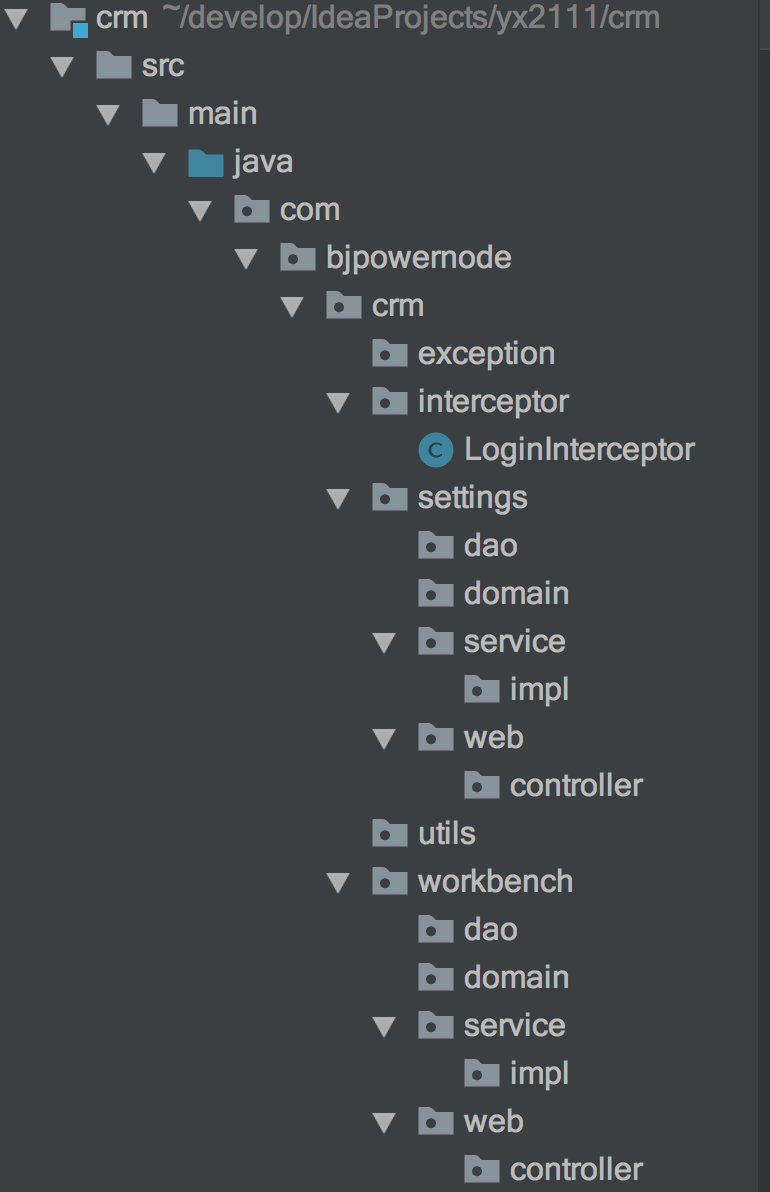 crm ~/develop/IdeaProjects/yx2111/crm
src
main
java
com
bjpowernode
crm
exception
interceptor
C LoginInterceptor
settings
dao
domain
service
impl
web
controller
utils
workbench
dao
domain
service
impl
web
controller